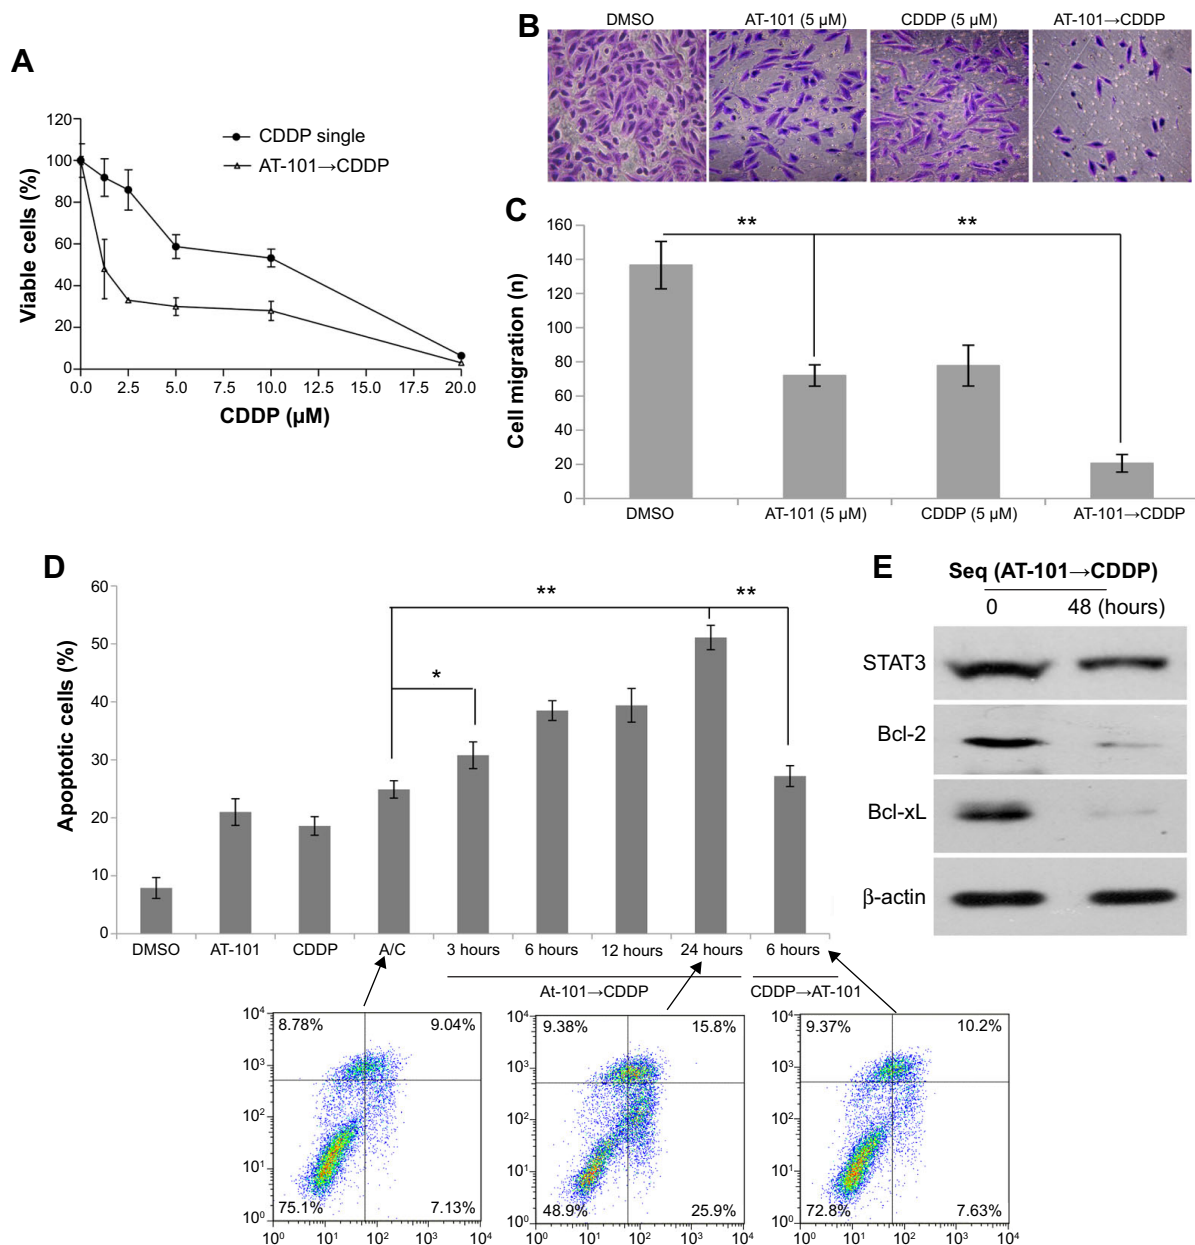 A
120
100
80
60
40
20
0
Viable cells (%)
CDDP single
AT-101→CDDP
0.0 2.5 5.0 7.5 10.0 12.5 15.0 17.5 20.0
CDDP (µM)
B
DMSO AT-101 (5 µM) CDDP (5 µM) AT-101→CDDP
C
160
140
120
100
80
60
40
20
0
Cell migration (n)
** **
DMSO AT-101 (5 µM) CDDP (5 µM) AT-101→CDDP
D
60
50
40
30
20
10
0
Apoptotic cells (%)
** **
*
DMSO AT-101 CDDP A/C 3 hours 6 hours 12 hours 24 hours 6 hours
At-101→CDDP CDDP→AT-101
10⁴
10³
10²
10¹
10⁰
8.78% 9.04%
75.1% 7.13%
10⁰ 10¹ 10² 10³ 10⁴
10⁴
10³
10²
10¹
10⁰
9.38% 15.8%
48.9% 25.9%
10⁰ 10¹ 10² 10³ 10⁴
10⁴
10³
10²
10¹
10⁰
9.37% 10.2%
72.8% 7.63%
10⁰ 10¹ 10² 10³ 10⁴
E
Seq (AT-101→CDDP)
0 48 (hours)
STAT3
Bcl-2
Bcl-xL
β-actin